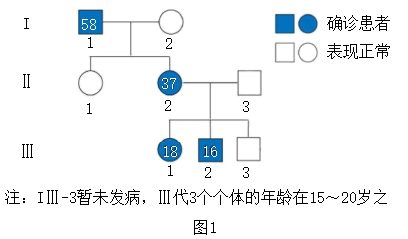 I 58 确诊患者
1 2 表现正常
II 37
1 2 3
III 18 16
1 2 3
注：IIII-3暂未发病，III代3个个体的年龄在15～20岁之
图1